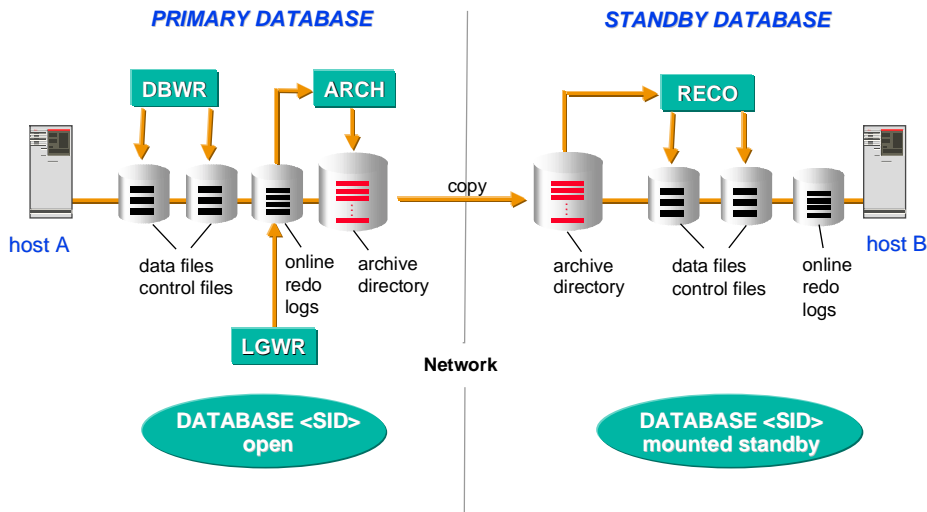 PRIMARY DATABASE
STANDBY DATABASE
DBWR
ARCH
RECO
copy
host A
host B
data files
control files
online
redo
logs
archive
directory
archive
directory
data files
control files
online
redo
logs
LGWR
Network
DATABASE <SID>
open
DATABASE <SID>
mounted standby